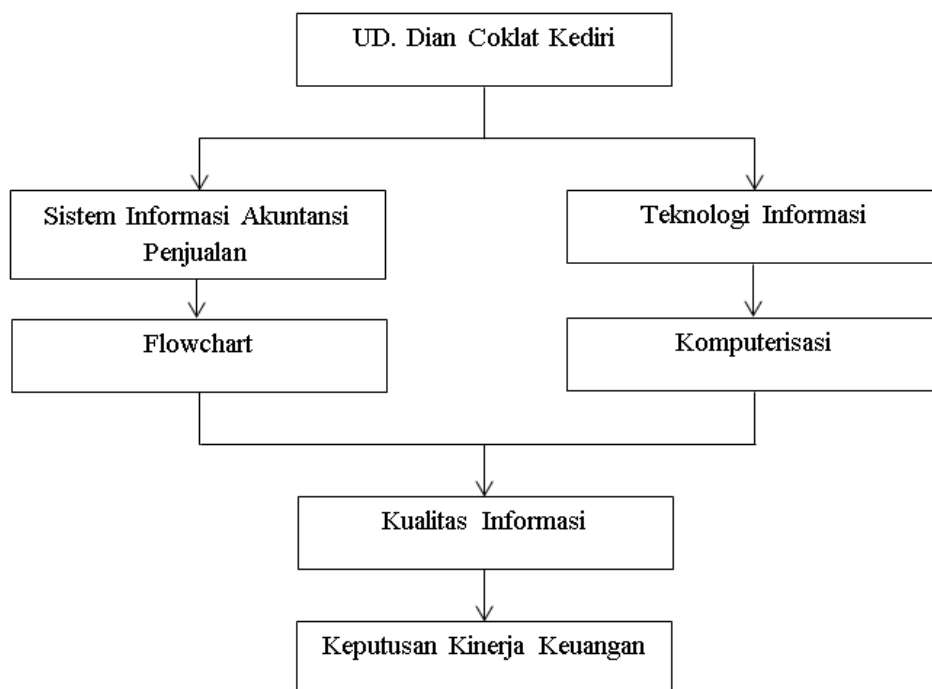 UD. Dian Coklat Kediri
Sistem Informasi Akuntansi
Penjualan
Teknologi Informasi
Flowchart
Komputerisasi
Kualitas Informasi
Keputusan Kinerja Keuangan